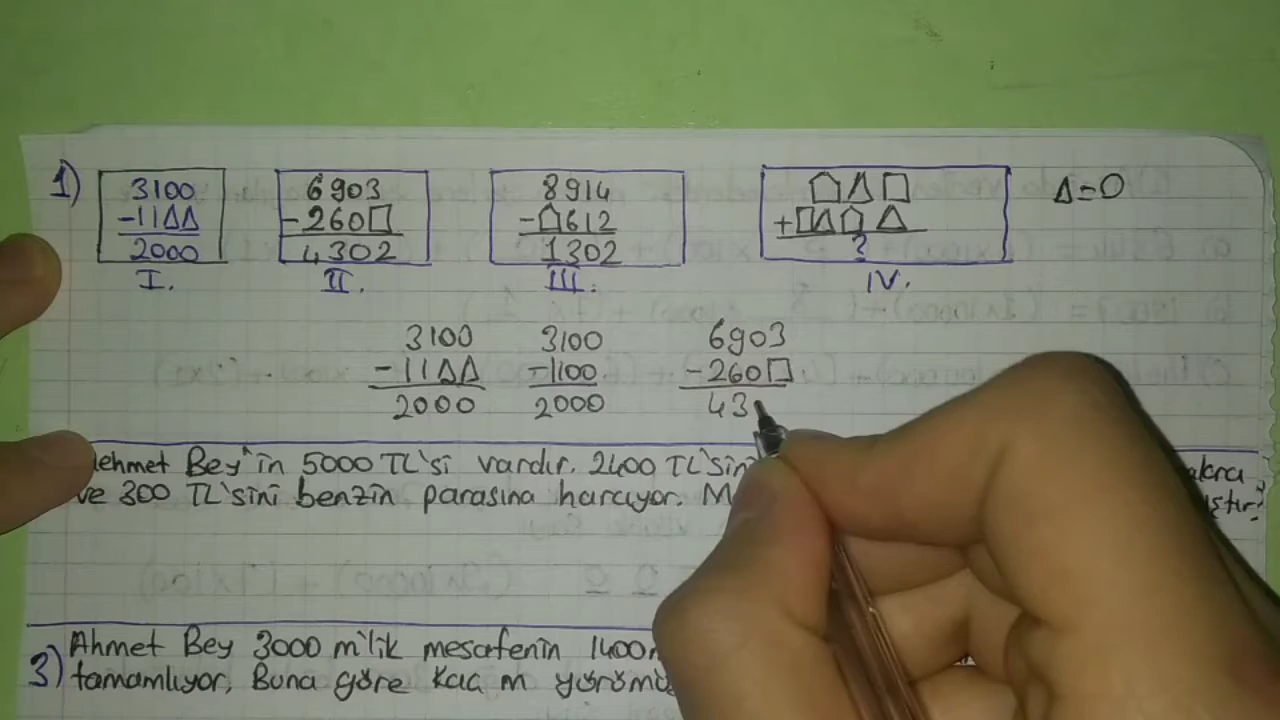 1)
3100
-11ΔΔ
2000
I.
6903
-260□
4302
II.
8914
-⌂612
1302
III.
⌂Δ□
+□Δ⌂Δ
?
IV.
Δ=0
3100
-11ΔΔ
2000
3100
-1100
2000
6903
-260□
43
Bey'in 5000 TL'si vardır. 2400 TL'sini
ve 300 TL'sini benzin parasına harcıyor.
3) Ahmet Bey 3000 m'lik mesafenin
tamamlıyor. Buna göre kaç m